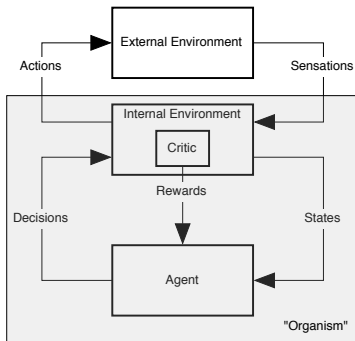 External Environment
Actions
Sensations
Internal Environment
Critic
Rewards
Decisions
States
Agent
"Organism"